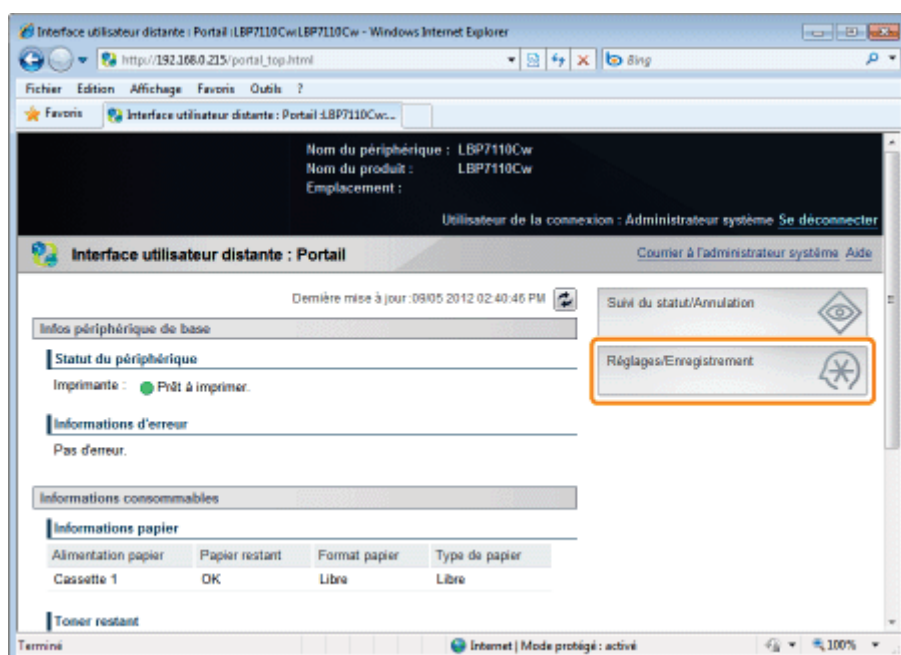 Interface utilisateur distante : Portail :LBP7110Cw:LBP7110Cw - Windows Internet Explorer
http://192.168.0.215/portal_top.html
Bing
Fichier Edition Affichage Favoris Outils ?
Favoris Interface utilisateur distante : Portail :LBP7110Cw:...
Nom du périphérique : LBP7110Cw
Nom du produit : LBP7110Cw
Emplacement :
Utilisateur de la connexion : Administrateur système Se déconnecter
Interface utilisateur distante : Portail
Courrier à l'administrateur système Aide
Dernière mise à jour :09/05 2012 02:40:46 PM
Infos périphérique de base
Statut du périphérique
Imprimante : Prêt à imprimer.
Informations d'erreur
Pas d'erreur.
Informations consommables
Informations papier
Alimentation papier Papier restant Format papier Type de papier
Cassette 1 OK Libre Libre
Toner restant
Suivi du statut/Annulation
Réglages/Enregistrement
Terminé Internet | Mode protégé : activé 100%